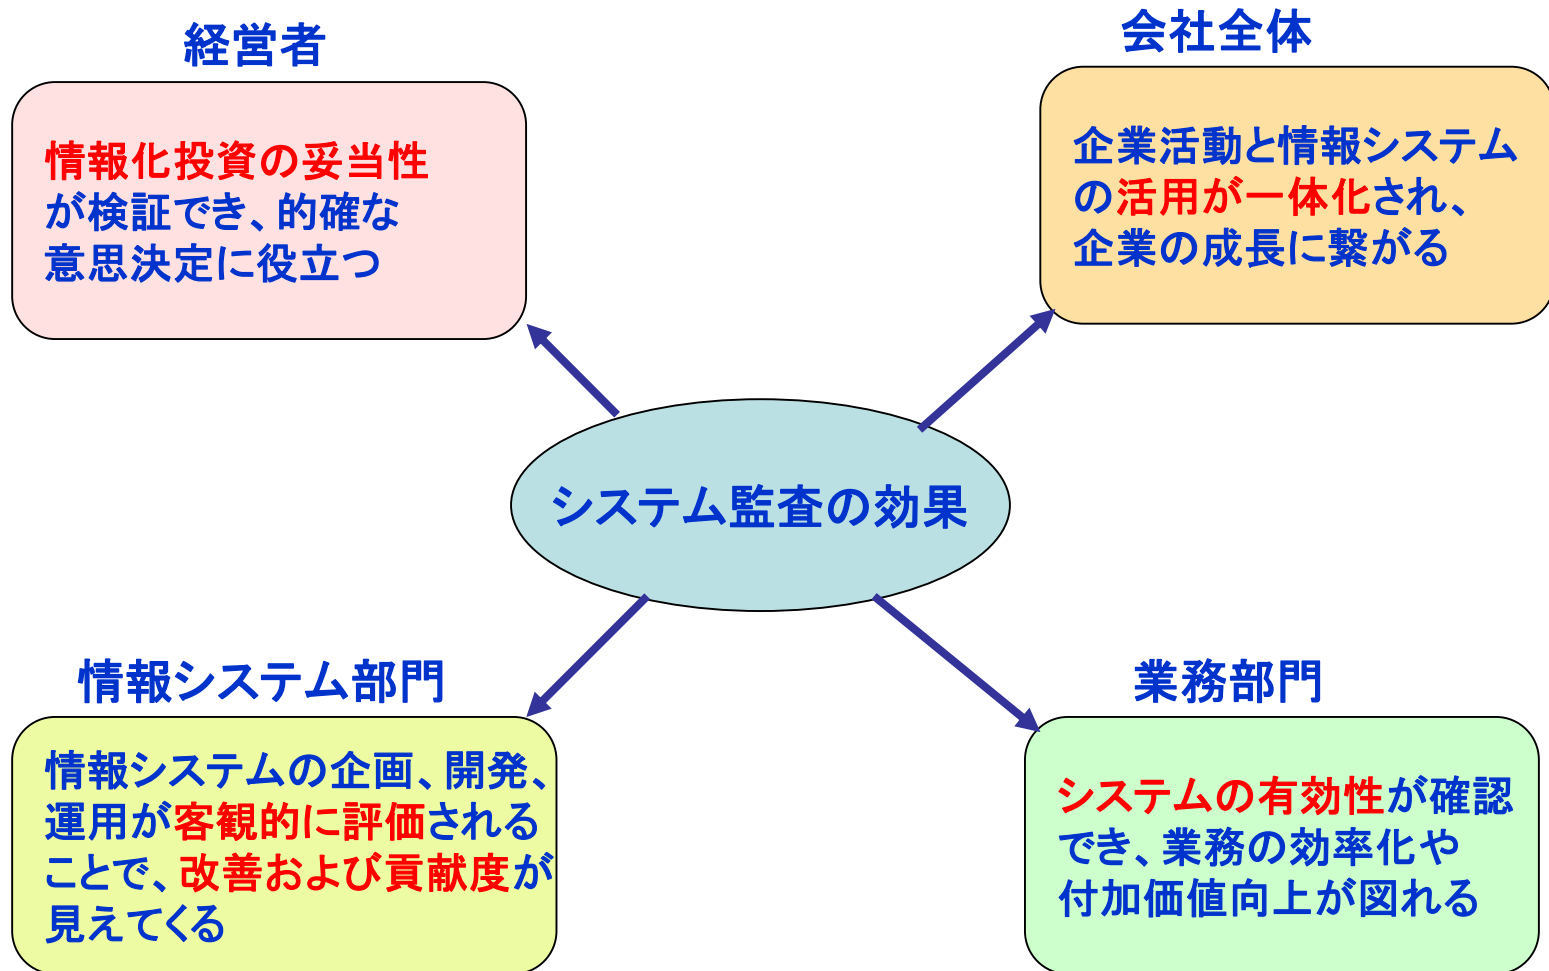 経営者
情報化投資の妥当性
が検証でき、的確な
意思決定に役立つ
会社全体
企業活動と情報システム
の活用が一体化され、
企業の成長に繋がる
システム監査の効果
情報システム部門
情報システムの企画、開発、
運用が客観的に評価される
ことで、改善および貢献度が
見えてくる
業務部門
システムの有効性が確認
でき、業務の効率化や
付加価値向上が図れる